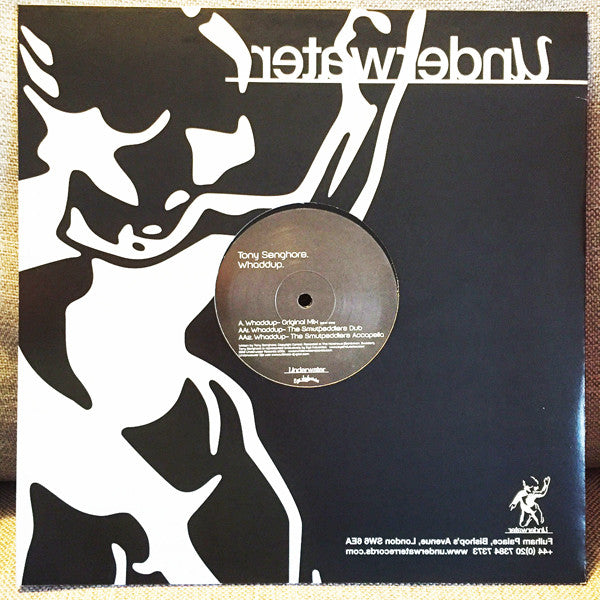 Underwater
Tony Senghore.
Whaddup.
A. Whaddup- Original Mix
AA1. Whaddup- The Smutpeddlers Dub
AA2. Whaddup- The Smutpeddlers Accapella
Underwater
Underwater
Fulham Palace, Bishop's Avenue, London SW6 6EA
+44 (0)20 7384 7373 www.underwaterrecords.com